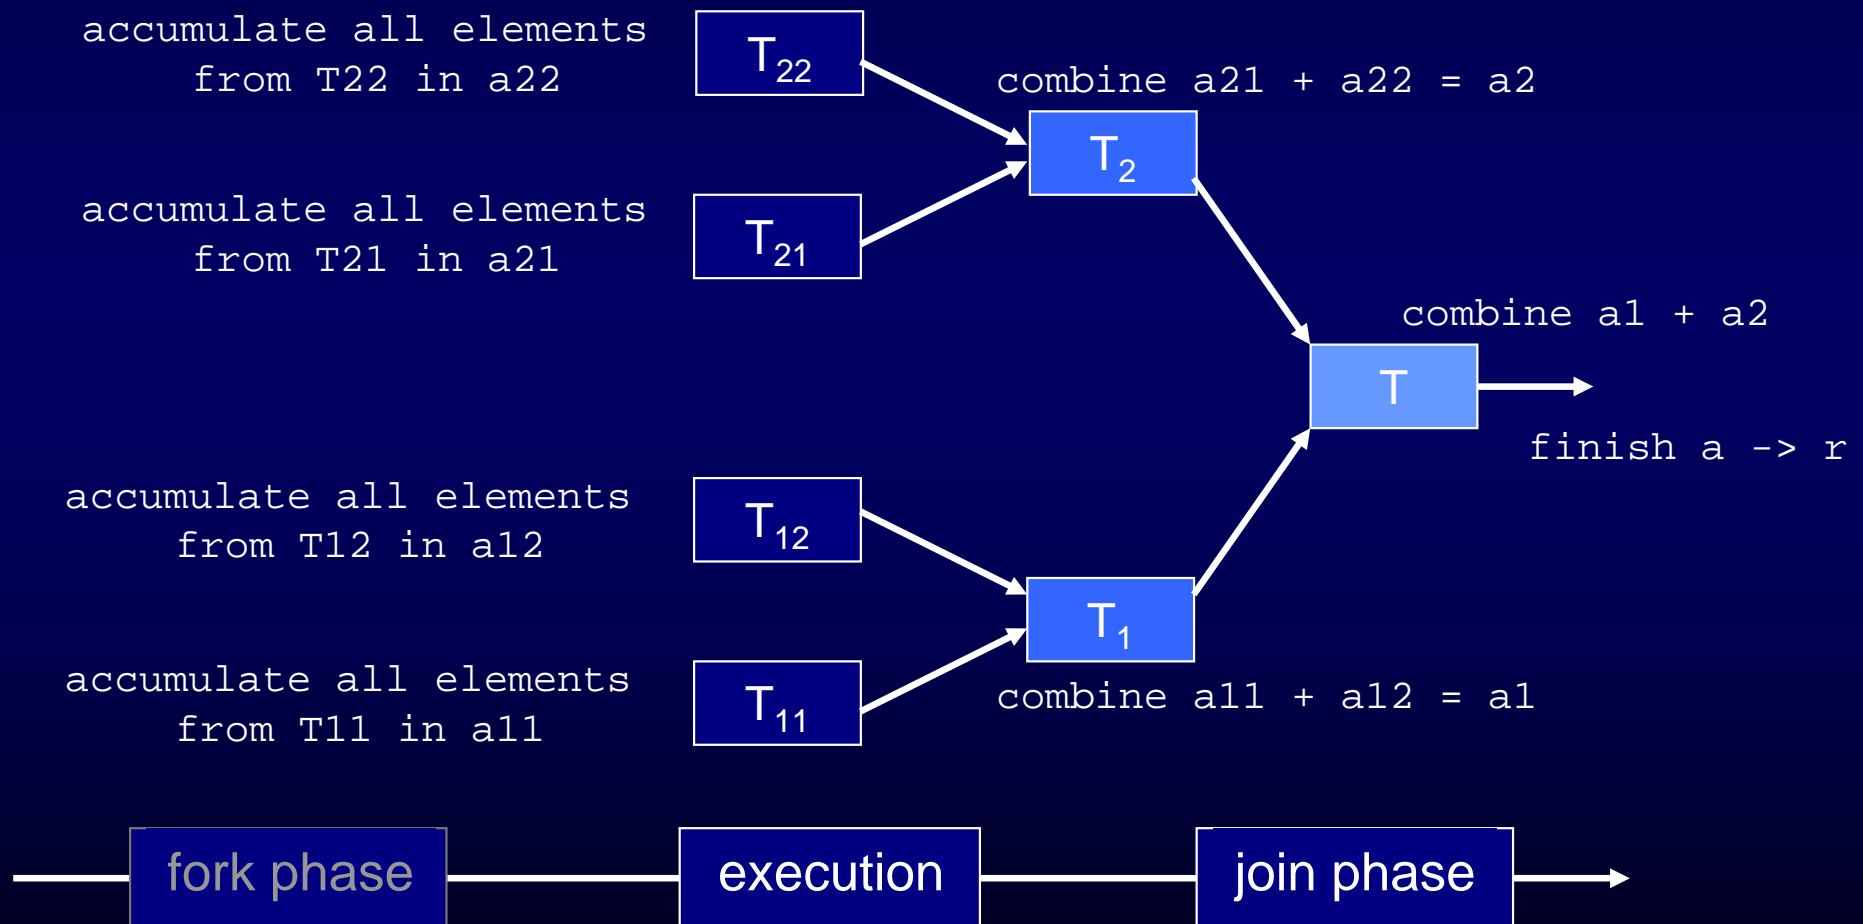 accumulate all elements
from T22 in a22
T22
combine a21 + a22 = a2
T2
accumulate all elements
from T21 in a21
T21
combine a1 + a2
T
finish a -> r
accumulate all elements
from T12 in a12
T12
T1
accumulate all elements
from T11 in a11
T11
combine a11 + a12 = a1
fork phase
execution
join phase